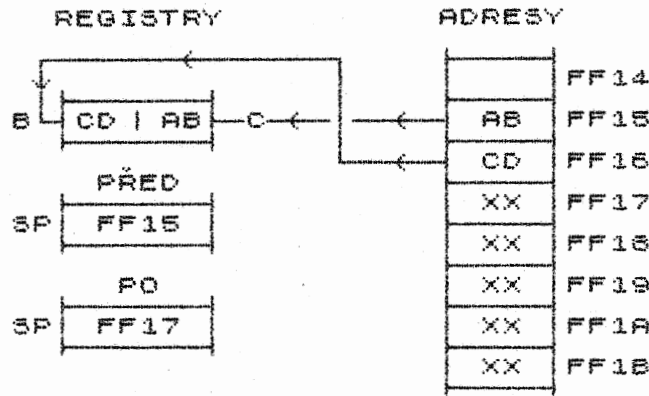 REGISTRY ADRESY
FF14
B CD | AB C AB FF15
CD FF16
PŘED
XX FF17
SP FF15
XX FF18
PO
XX FF19
SP FF17
XX FF1A
XX FF1B